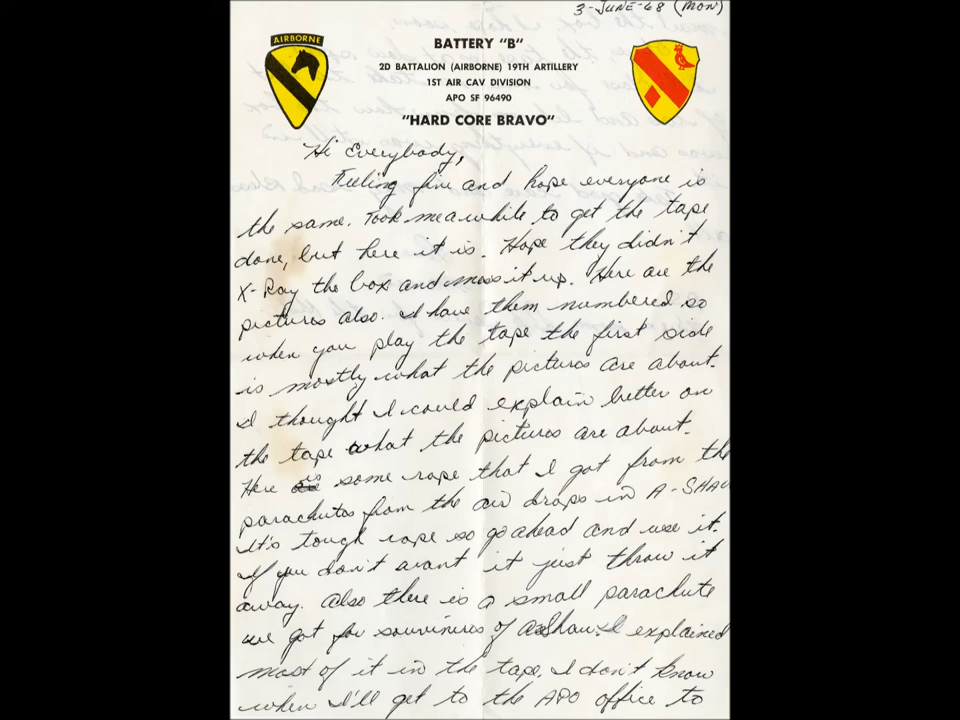 3-JUNE-68 (MON)
AIRBORNE
BATTERY "B"
2D BATTALION (AIRBORNE) 19TH ARTILLERY
1ST AIR CAV DIVISION
APO SF 96490
"HARD CORE BRAVO"
Hi Everybody,
Feeling fine and hope everyone is
the same. Took me awhile to get the tape
done, but here it is. Hope they didn't
X-Ray the box and mess it up. Here are the
pictures also. I have them numbered so
when you play the tape the first side
is mostly what the pictures are about.
I thought I could explain better on
the tape what the pictures are about.
Here is some rope that I got from the
parachutes from the air drops in A-SHAU
It's tough rope so go ahead and use it.
If you don't want it just throw it
away. Also there is a small parachute
we got for souvineros of AShau. I explained
most of it in the tape. I don't know
when I'll get to the APO office to